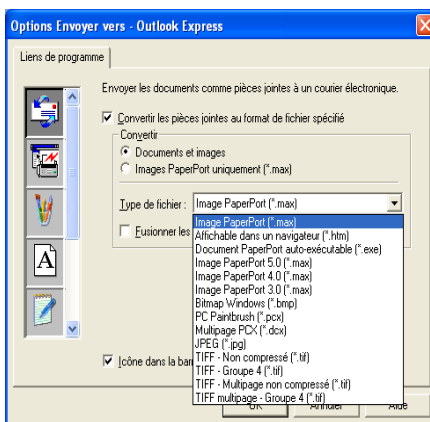 Options Envoyer vers - Outlook Express
Liens de programme
Envoyer les documents comme pièces jointes à un courier électronique.
Convertir les pièces jointes au format de fichier spécifié
Convertir
Documents et images
Images PaperPort uniquement (*.max)
Type de fichier : Image PaperPort (*.max)
Image PaperPort (*.max)
Fusionner les
Affichable dans un navigateur (*.htm)
Document PaperPort auto-exécutable (*.exe)
Image PaperPort 5.0 (*.max)
Image PaperPort 4.0 (*.max)
Image PaperPort 3.0 (*.max)
Bitmap Windows (*.bmp)
PC Paintbrush (*.pcx)
Multipage PCX (*.dcx)
JPEG (*.jpg)
TIFF - Non compressé (*.tif)
Icône dans la bar
TIFF - Groupe 4 (*.tif)
TIFF - Multipage non compressé (*.tif)
TIFF multipage - Groupe 4 (*.tif)
OK Annuler Aide
A